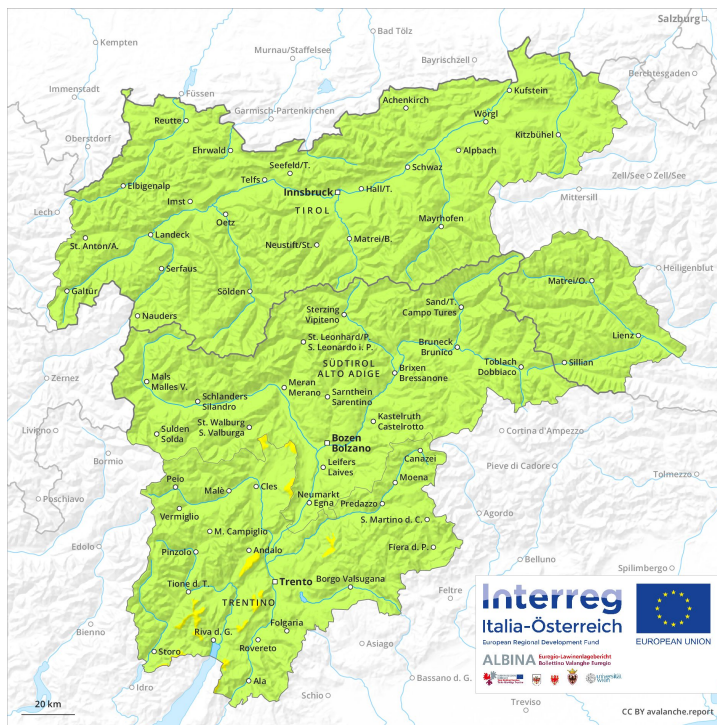 Salzburg
Kempten
Bad Tölz
Murnau/Staffelsee
Bayrischzell
Berchtesgaden
Immenstadt
Füssen
Kufstein
Garmisch-Partenkirchen
Achenkirch
Reutte
Wörgl
Oberstdorf
Kitzbühel
Ehrwald
Alpbach
Seefeld/T.
Schwaz
Zell/See
Zell/See
Telfs
Elbigenalp
Innsbruck
Hall/T.
Mittersill
Imst
TIROL
Lech
Oetz
Mayrhofen
Landeck
St. Anton/A.
Neustift/St.
Matrei/B.
Serfaus
Heiligenblut
Galtür
Sölden
Matrei/O.
Nauders
Sterzing
Vipiteno
Sand/T.
Campo Tures
Lienz
St. Leonhard/P.
S. Leonardo i. P.
Bruneck
Brunico
SÜDTIROL
ALTO ADIGE
Toblach
Dobbiaco
Sillian
Zernez
Mals
Malles V.
Meran
Merano
Brixen
Bressanone
Schlanders
Silandro
Sarnthein
Sarentino
Kastelruth
Castelrotto
St. Walburg
S. Valburga
Livigno
Sulden
Solda
Cortina d'Ampezzo
Bozen
Bolzano
Bormio
Canazei
Pieve di Cadore
Leifers
Laives
Tolmezzo
Peio
Moena
Poschiavo
Malè
Cles
Neumarkt
Egna
Predazzo
Vermiglio
Agordo
S. Martino d. C.
M. Campiglio
Edolo
Pinzolo
Andalo
Fiera d. P.
Belluno
Spilimbergo
Trento
Borgo Valsugana
Tione d. T.
Feltre
TRENTINO
Folgaria
Bienno
Riva d. G.
Rovereto
Asiago
Storo
Ala
Bassano d. G.
Idro
Schio
Treviso
20 km
Interreg
Italia-Österreich
European Regional Development Fund
EUROPEAN UNION
ALBINA
Euregio-Lawinenlagebericht
Bollettino Valanghe Euregio
universität
wien
CC BY avalanche.report